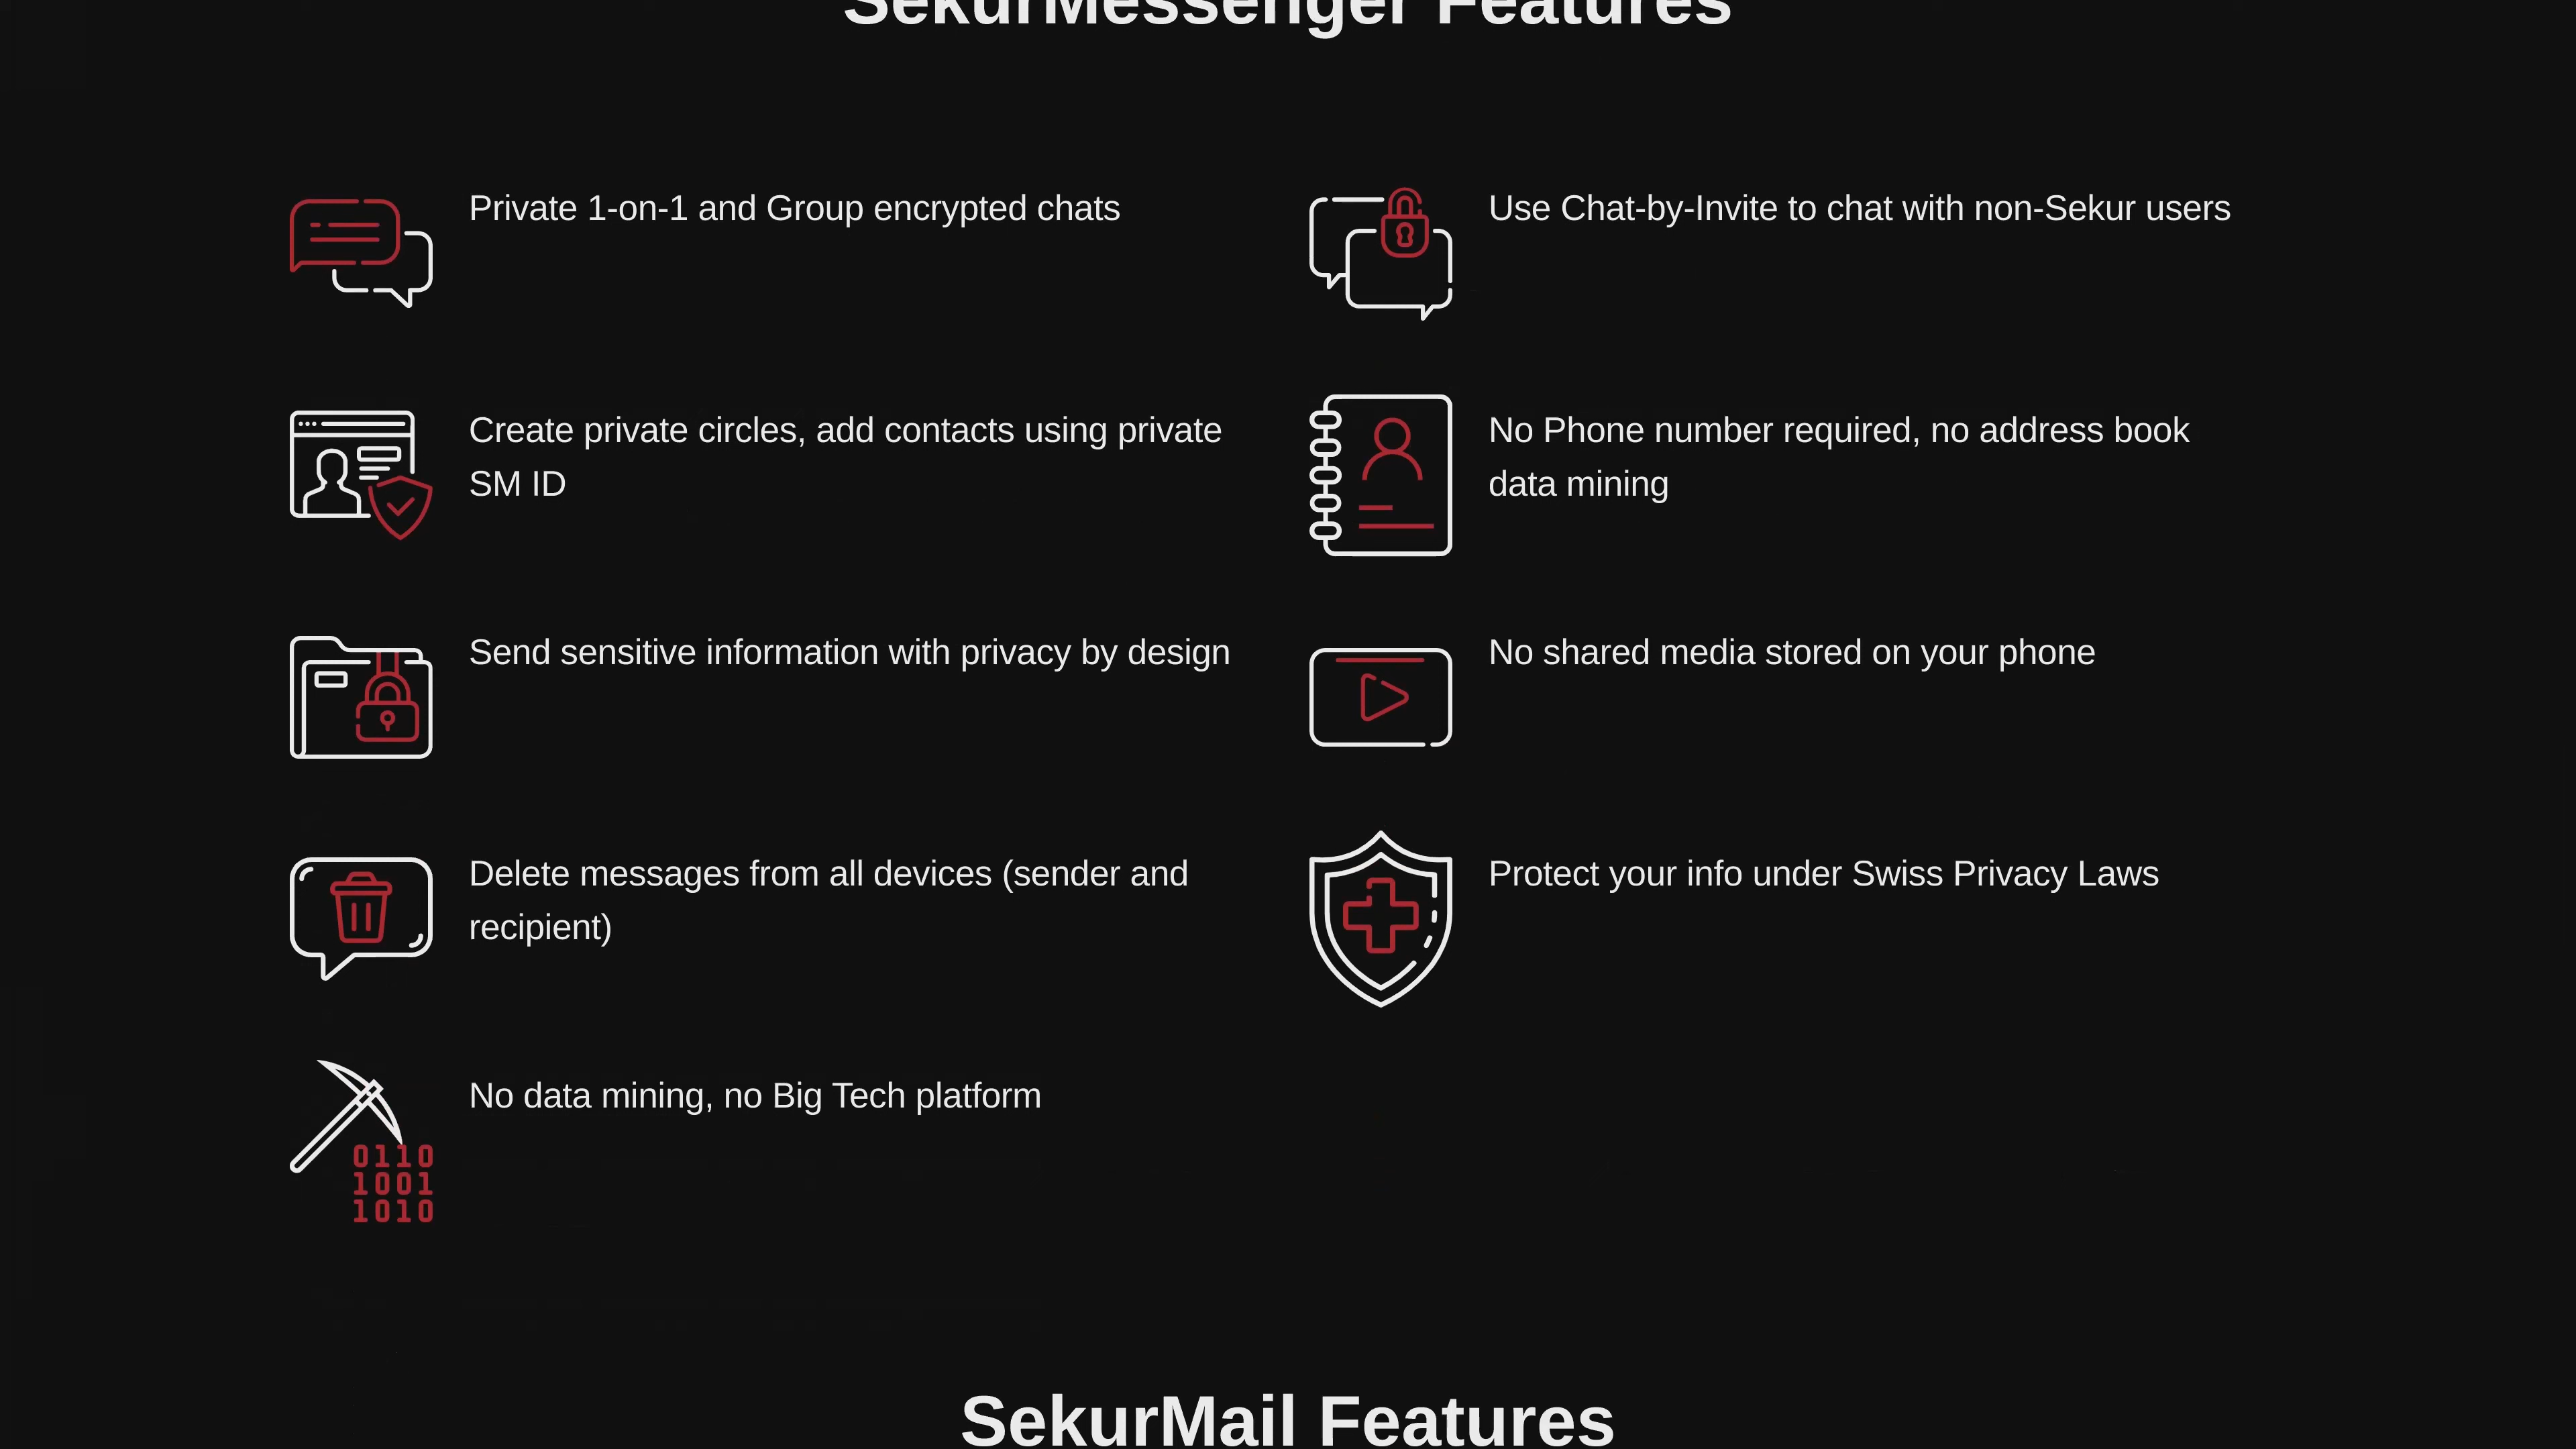 SekurMessenger Features
Private 1-on-1 and Group encrypted chats
Use Chat-by-Invite to chat with non-Sekur users
Create private circles, add contacts using private
SM ID
No Phone number required, no address book
data mining
Send sensitive information with privacy by design
No shared media stored on your phone
Delete messages from all devices (sender and
recipient)
Protect your info under Swiss Privacy Laws
No data mining, no Big Tech platform
0110
1001
1010
SekurMail Features